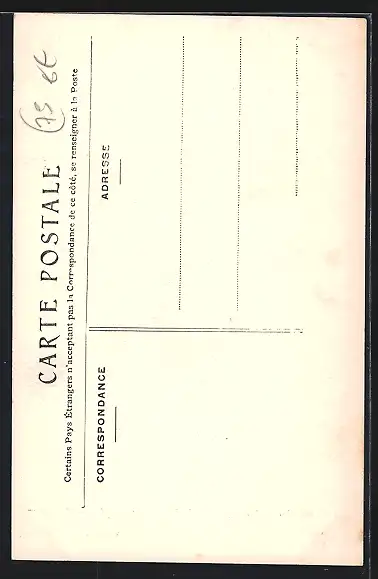 CARTE POSTALE
Certains Pays Étrangers n'acceptant pas la Correspondance de ce côté, se renseigner à la Poste
CORRESPONDANCE
ADRESSE